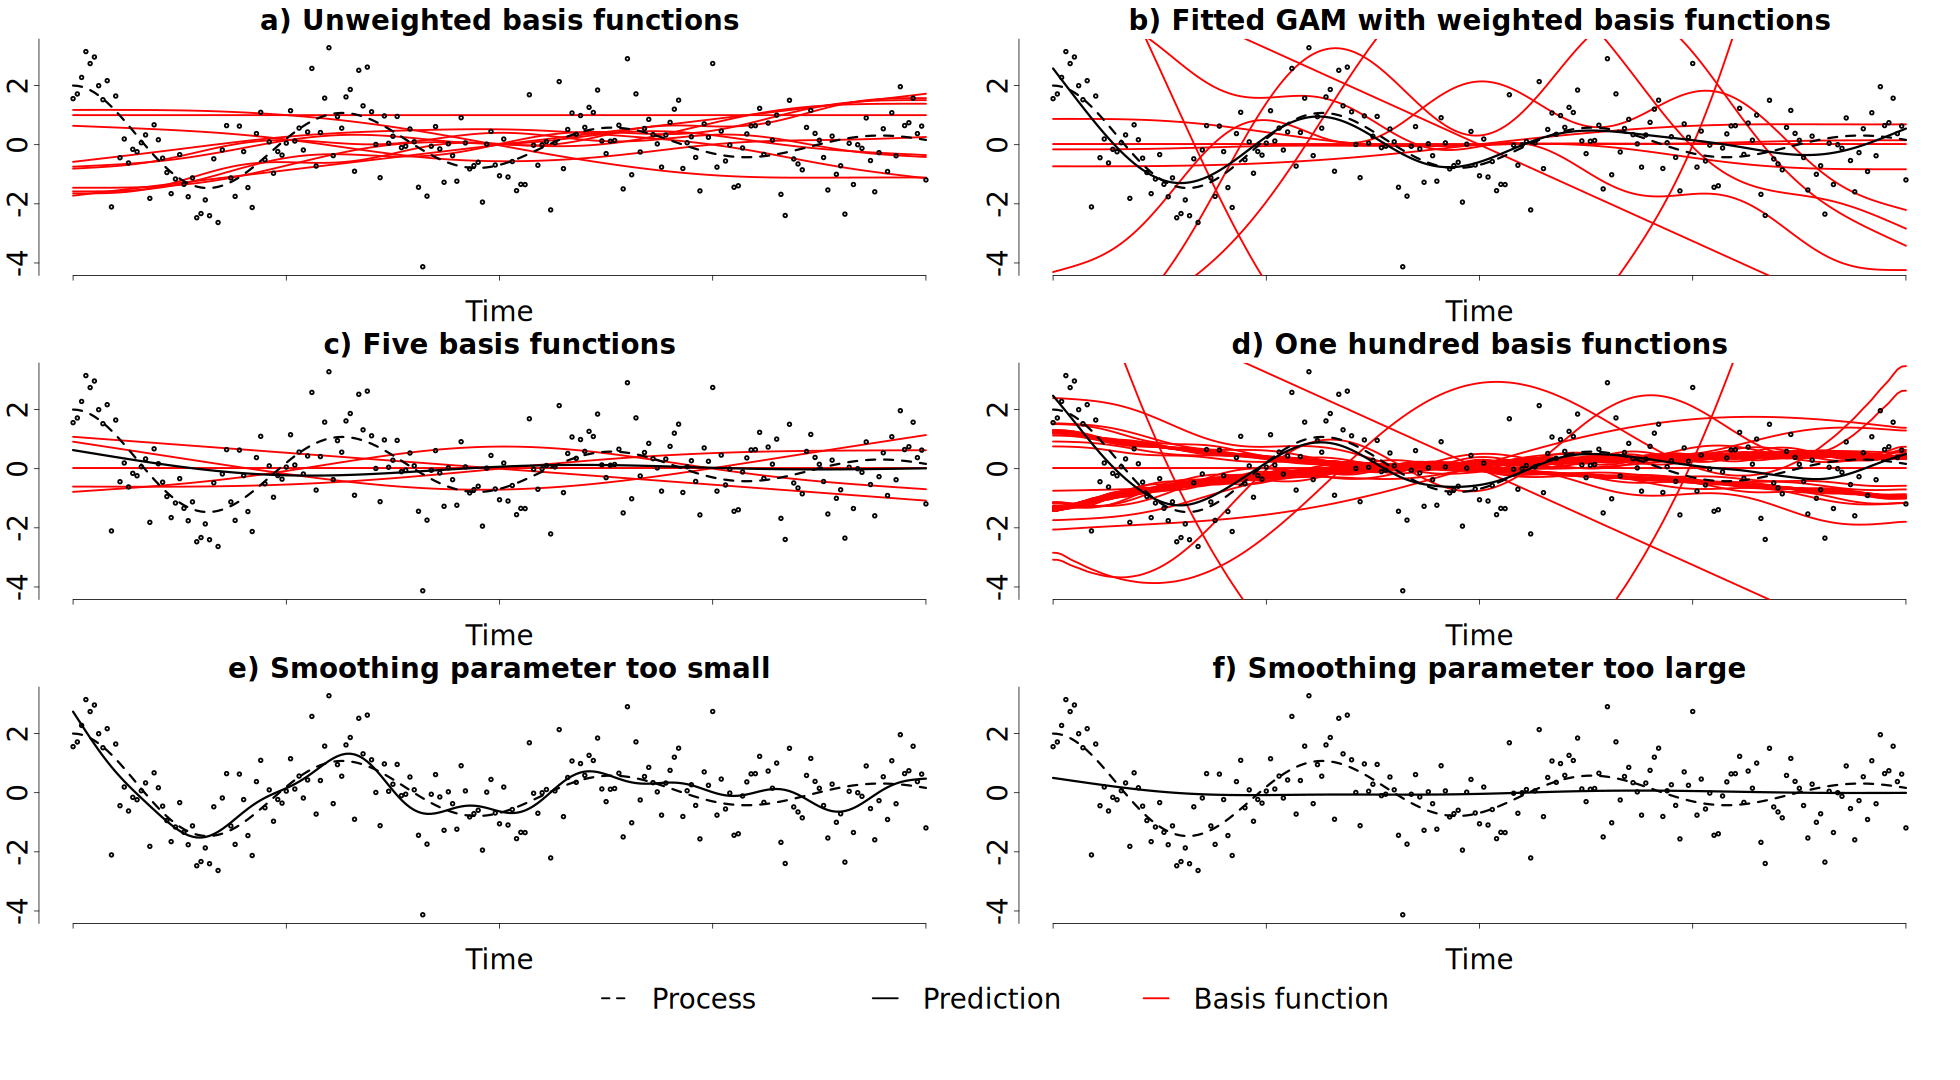 a) Unweighted basis functions
b) Fitted GAM with weighted basis functions
2
0
-2
-4
2
0
-2
-4
Time
Time
c) Five basis functions
d) One hundred basis functions
2
0
-2
-4
2
0
-2
-4
Time
Time
e) Smoothing parameter too small
f) Smoothing parameter too large
2
0
-2
-4
2
0
-2
-4
Time
Time
Process
Prediction
Basis function